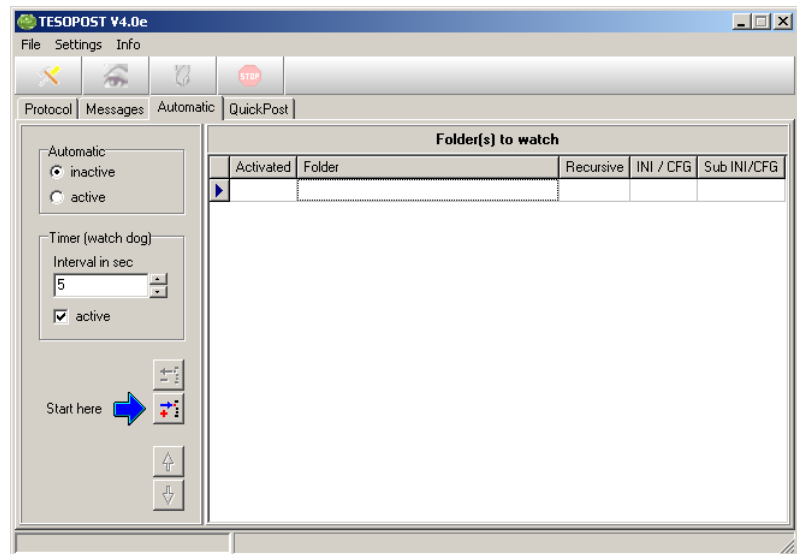 TESOPOST V4.0e
File Settings Info
STOP
Protocol Messages Automatic QuickPost
Automatic
inactive
active
Timer (watch dog)
Interval in sec
5
active
Start here
Folder(s) to watch
Activated Folder Recursive INI / CFG Sub INI/CFG